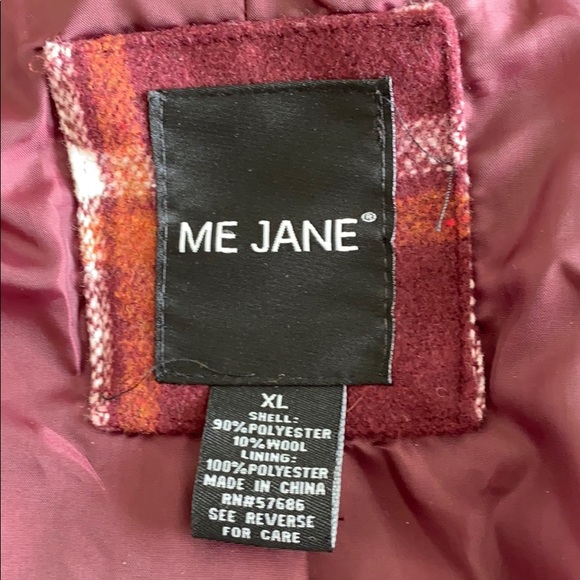 ME JANE®
XL
SHELL:
90%POLYESTER
10%WOOL
LINING:
100%POLYESTER
MADE IN CHINA
RN#57686
SEE REVERSE
FOR CARE